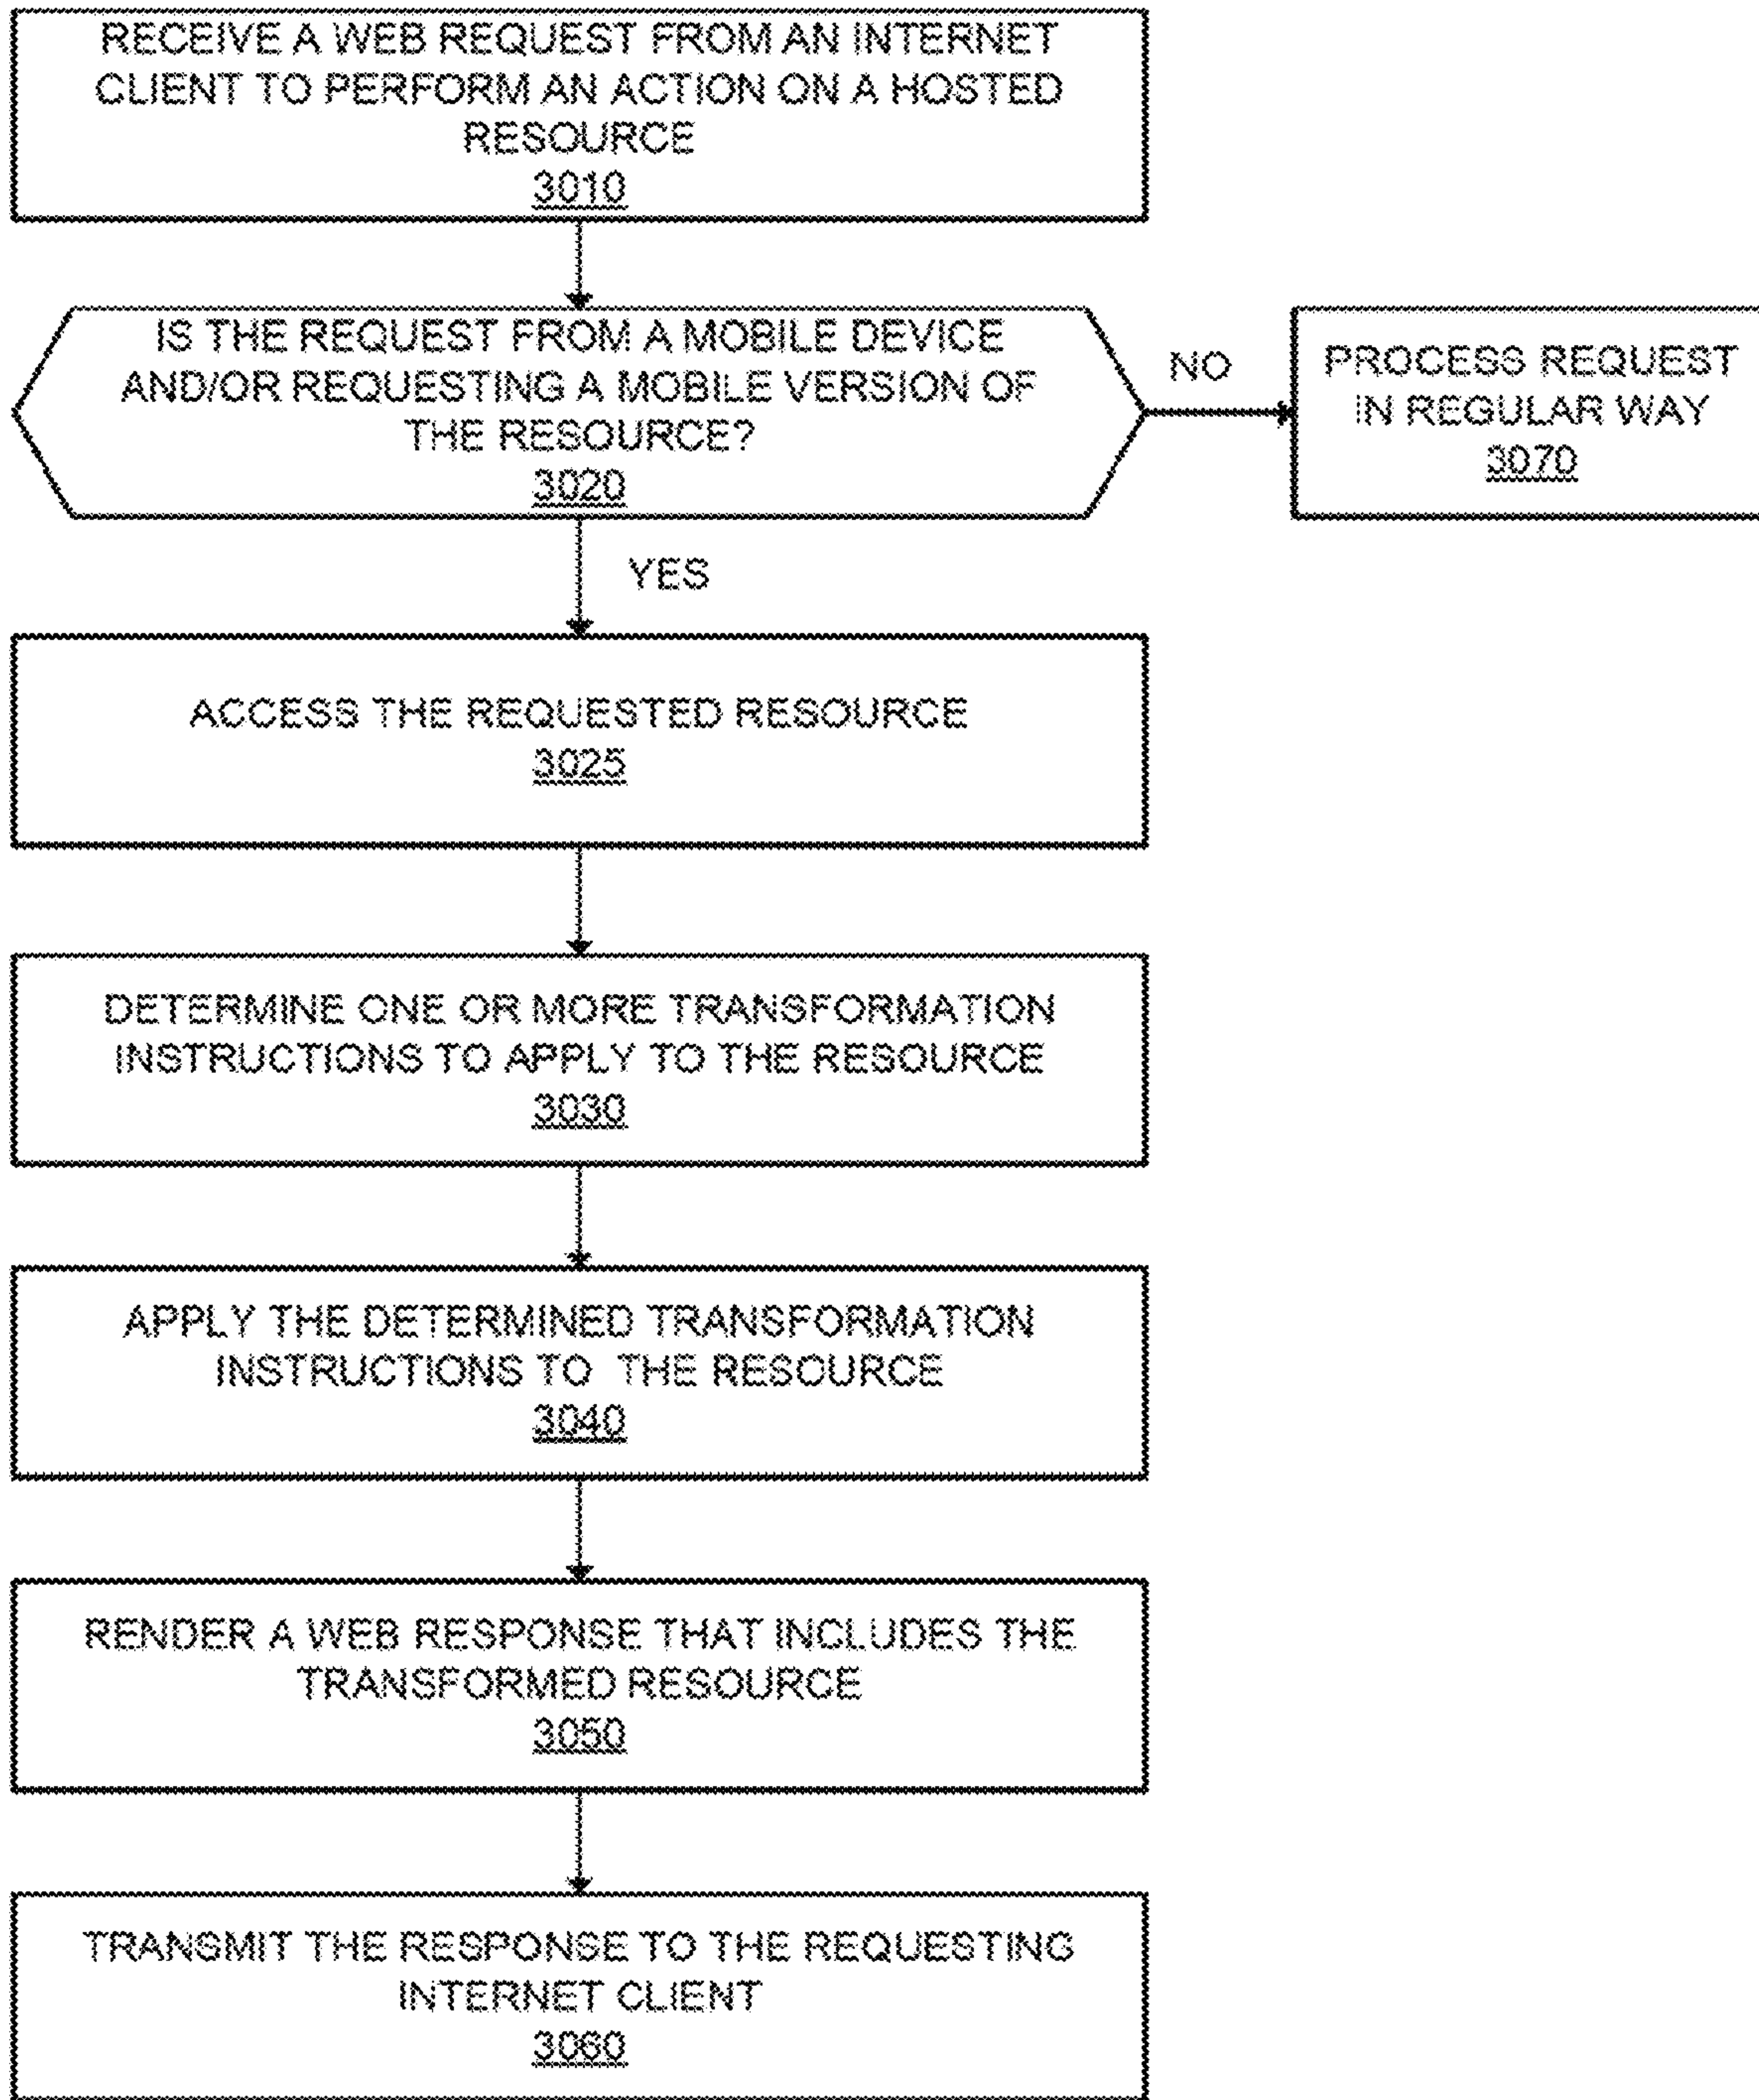 RECEIVE A WEB REQUEST FROM AN INTERNET
CLIENT TO PERFORM AN ACTION ON A HOSTED
RESOURCE
3010
IS THE REQUEST FROM A MOBILE DEVICE
AND/OR REQUESTING A MOBILE VERSION OF
THE RESOURCE?
3020
NO
PROCESS REQUEST
IN REGULAR WAY
3070
YES
ACCESS THE REQUESTED RESOURCE
3025
DETERMINE ONE OR MORE TRANSFORMATION
INSTRUCTIONS TO APPLY TO THE RESOURCE
3030
APPLY THE DETERMINED TRANSFORMATION
INSTRUCTIONS TO THE RESOURCE
3040
RENDER A WEB RESPONSE THAT INCLUDES THE
TRANSFORMED RESOURCE
3050
TRANSMIT THE RESPONSE TO THE REQUESTING
INTERNET CLIENT
3060